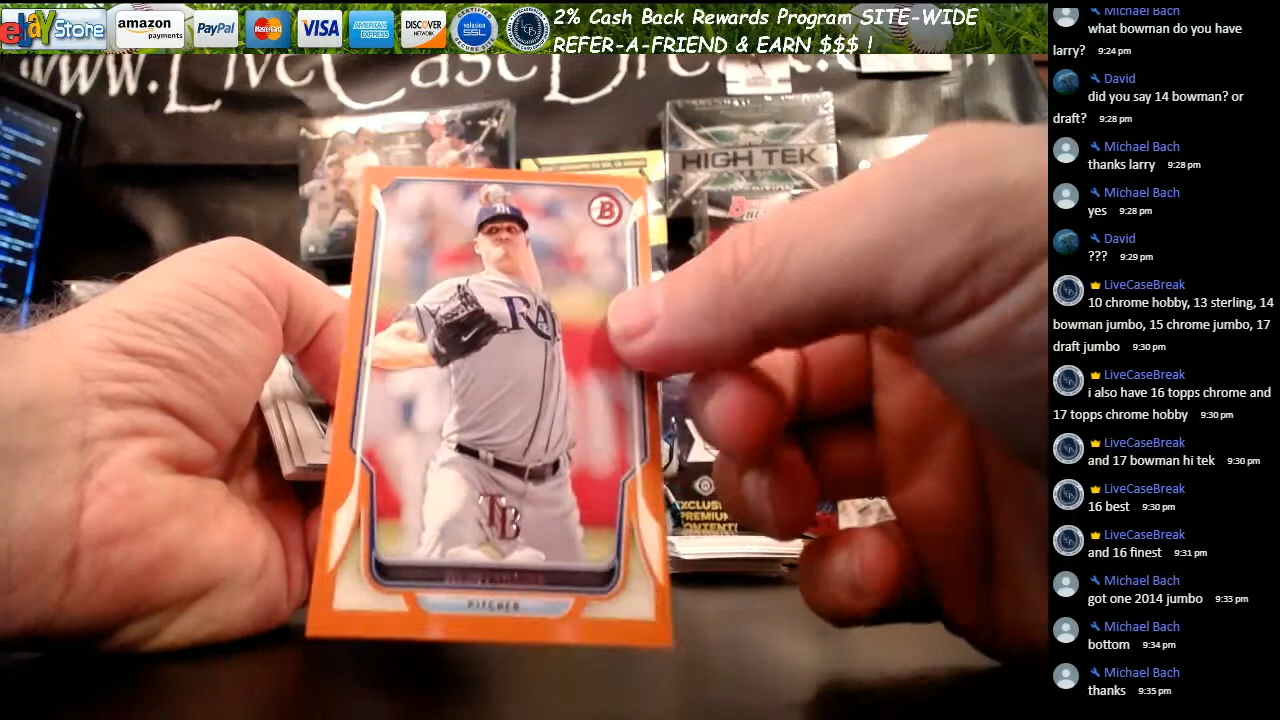 ebay Store
amazon payments
PayPal
MasterCard
VISA
AMERICAN EXPRESS
DISCOVER NETWORK
CERTIFIED
volusion
SSL
2% Cash Back Rewards Program SITE-WIDE
REFER-A-FRIEND & EARN $$$ !
www.LiveCaseBreak.com
HIGH TEK
B
TB
RA
TB
PITCHER
EXCLUSI
PREMIUM
CONTENT!
Michael Bach
what bowman do you have
larry? 9:24 pm
David
did you say 14 bowman? or
draft? 9:28 pm
Michael Bach
thanks larry 9:28 pm
Michael Bach
yes 9:28 pm
David
??? 9:29 pm
LiveCaseBreak
10 chrome hobby, 13 sterling, 14
bowman jumbo, 15 chrome jumbo, 17
draft jumbo 9:30 pm
LiveCaseBreak
i also have 16 topps chrome and
17 topps chrome hobby 9:30 pm
LiveCaseBreak
and 17 bowman hi tek 9:30 pm
LiveCaseBreak
16 best 9:30 pm
LiveCaseBreak
and 16 finest 9:31 pm
Michael Bach
got one 2014 jumbo 9:33 pm
Michael Bach
bottom 9:34 pm
Michael Bach
thanks 9:35 pm